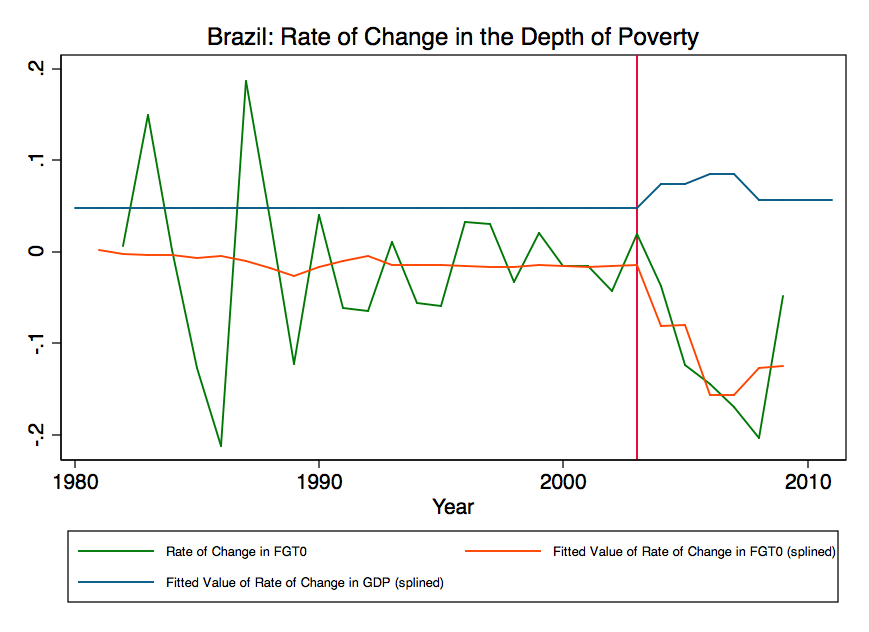 Brazil: Rate of Change in the Depth of Poverty
.2
.1
0
-.1
-.2
1980 1990 2000 2010
Year
Rate of Change in FGT0 Fitted Value of Rate of Change in FGT0 (splined)
Fitted Value of Rate of Change in GDP (splined)